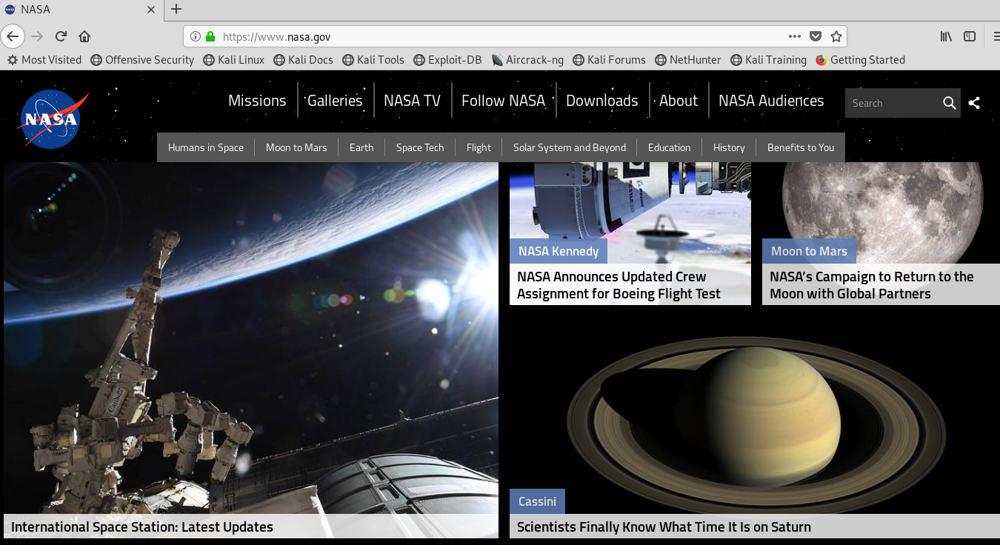 NASA
https://www.nasa.gov
Most Visited Offensive Security Kali Linux Kali Docs Kali Tools Exploit-DB Aircrack-ng Kali Forums NetHunter Kali Training Getting Started
NASA
Missions Galleries NASA TV Follow NASA Downloads About NASA Audiences Search
Humans in Space Moon to Mars Earth Space Tech Flight Solar System and Beyond Education History Benefits to You
NASA Kennedy
NASA Announces Updated Crew
Assignment for Boeing Flight Test
Moon to Mars
NASA’s Campaign to Return to the
Moon with Global Partners
Canada
International Space Station: Latest Updates
Cassini
Scientists Finally Know What Time It Is on Saturn